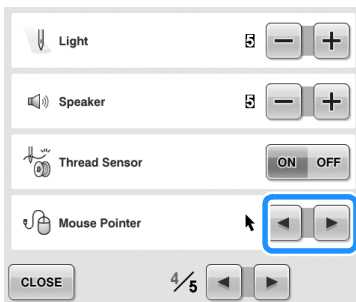 Light 5 − +
Speaker 5 − +
Thread Sensor ON OFF
Mouse Pointer
CLOSE 4/5